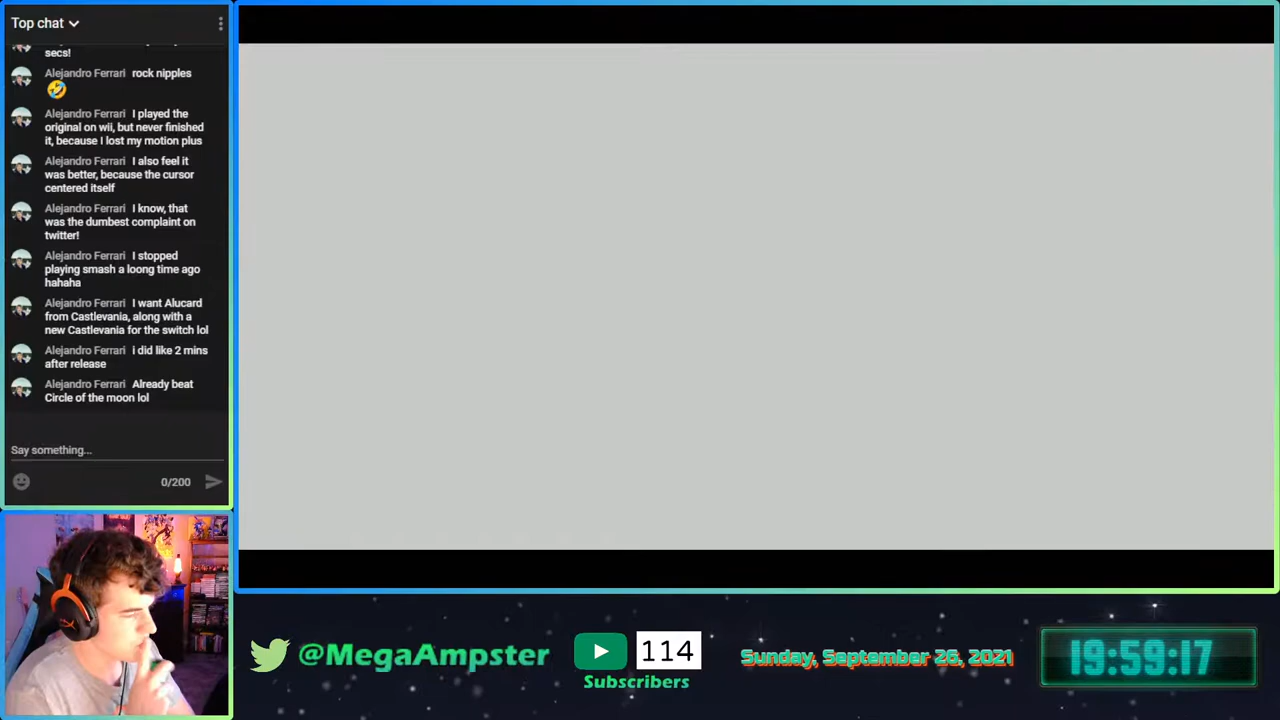 Top chat
secs!
Alejandro Ferrari rock nipples
🤣
Alejandro Ferrari I played the
original on wii, but never finished
it, because I lost my motion plus
Alejandro Ferrari I also feel it
was better, because the cursor
centered itself
Alejandro Ferrari I know, that
was the dumbest complaint on
twitter!
Alejandro Ferrari I stopped
playing smash a loong time ago
hahaha
Alejandro Ferrari I want Alucard
from Castlevania, along with a
new Castlevania for the switch lol
Alejandro Ferrari i did like 2 mins
after release
Alejandro Ferrari Already beat
Circle of the moon lol
Say something...
0/200
@MegaAmpster
114
Subscribers
Sunday, September 26, 2021
19:59:17